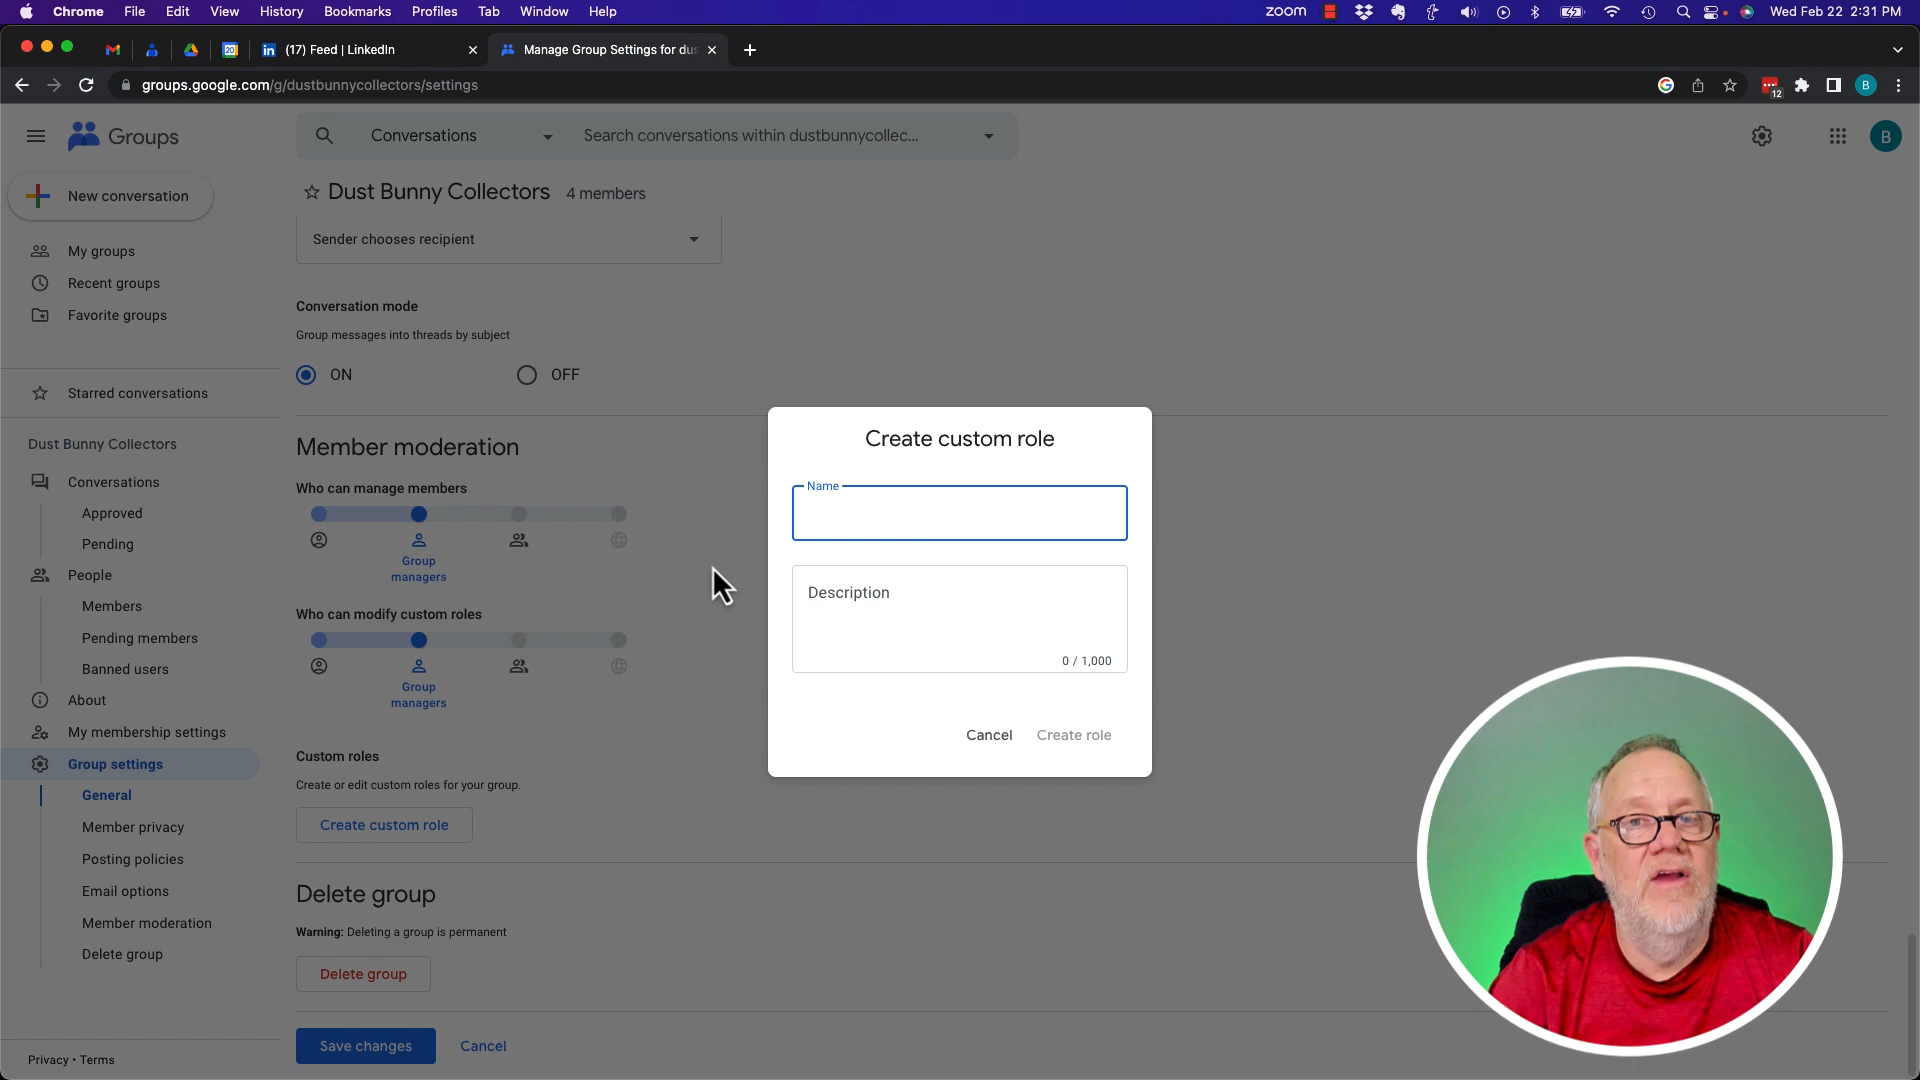 Chrome File Edit View History Bookmarks Profiles Tab Window Help
zoom
Wed Feb 22 2:31 PM
20
in (17) Feed | LinkedIn
Manage Group Settings for dus
groups.google.com/g/dustbunnycollectors/settings
12
B
Groups
Conversations
Search conversations within dustbunnycollec...
B
New conversation
My groups
Recent groups
Favorite groups
Starred conversations
Dust Bunny Collectors
Conversations
Approved
Pending
People
Members
Pending members
Banned users
About
My membership settings
Group settings
General
Member privacy
Posting policies
Email options
Member moderation
Delete group
Privacy • Terms
Dust Bunny Collectors 4 members
Sender chooses recipient
Conversation mode
Group messages into threads by subject
ON
OFF
Member moderation
Who can manage members
Group
managers
Who can modify custom roles
Group
managers
Custom roles
Create or edit custom roles for your group.
Create custom role
Delete group
Warning: Deleting a group is permanent
Delete group
Save changes
Cancel
Create custom role
Name
Description
0 / 1,000
Cancel
Create role